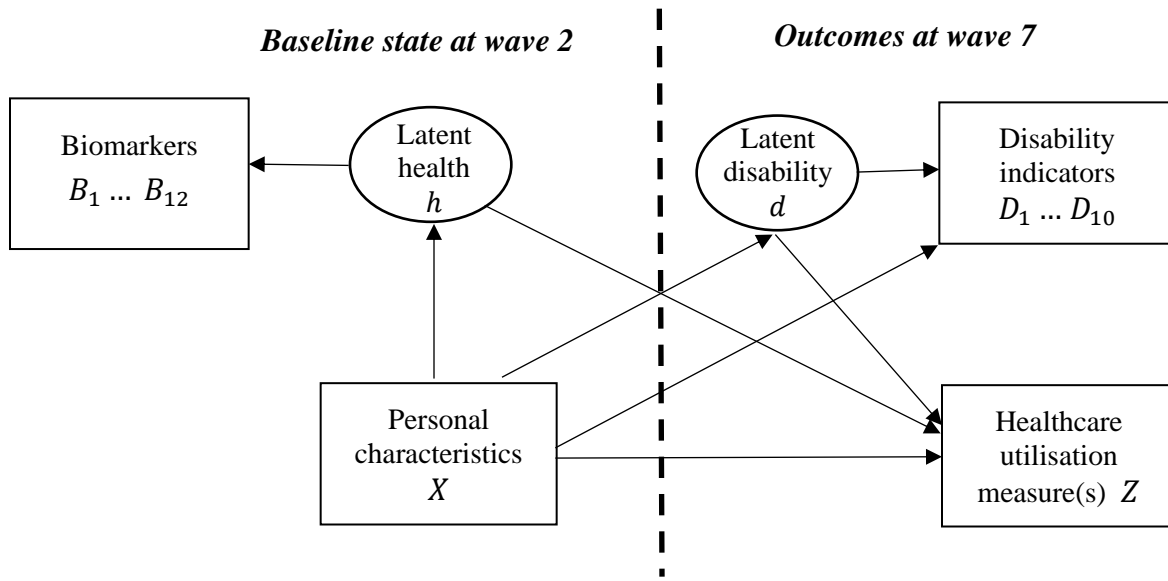 Baseline state at wave 2
Outcomes at wave 7
Biomarkers
𝐵₁ … 𝐵₁₂
Latent
health
ℎ
Latent
disability
𝑑
Disability
indicators
𝐷₁ … 𝐷₁₀
Personal
characteristics
𝑋
Healthcare
utilisation
measure(s) 𝑍